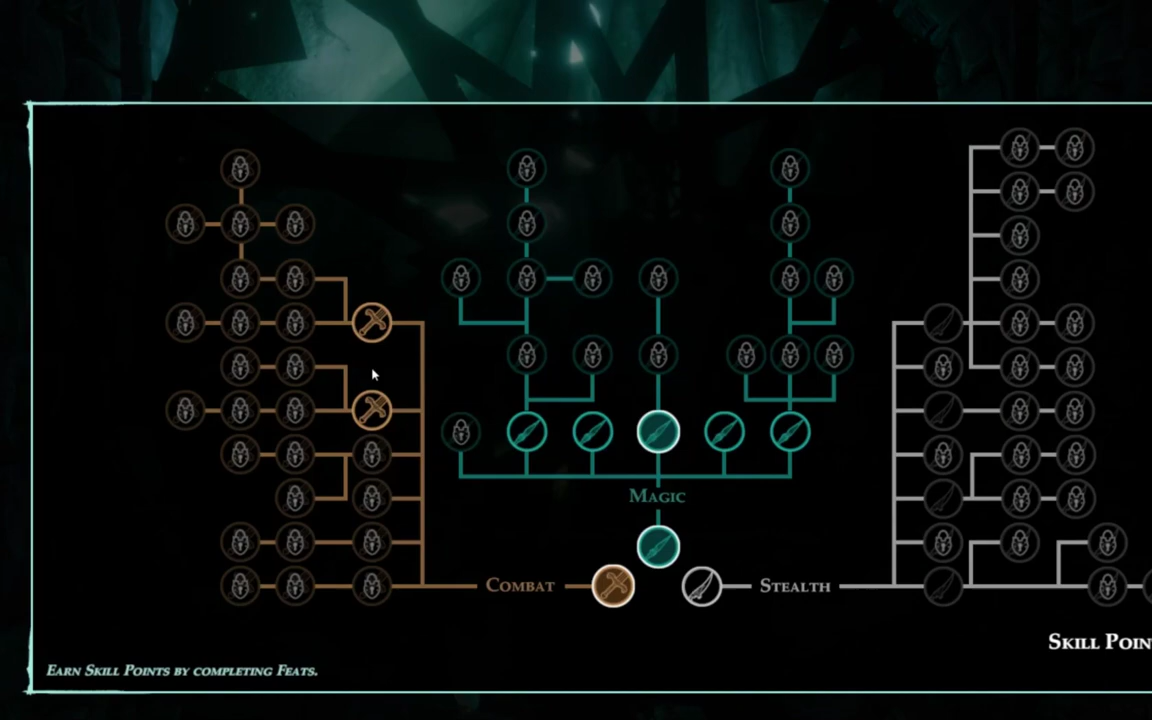 Magic
Combat
Stealth
Skill Poin
Earn Skill Points by completing Feats.